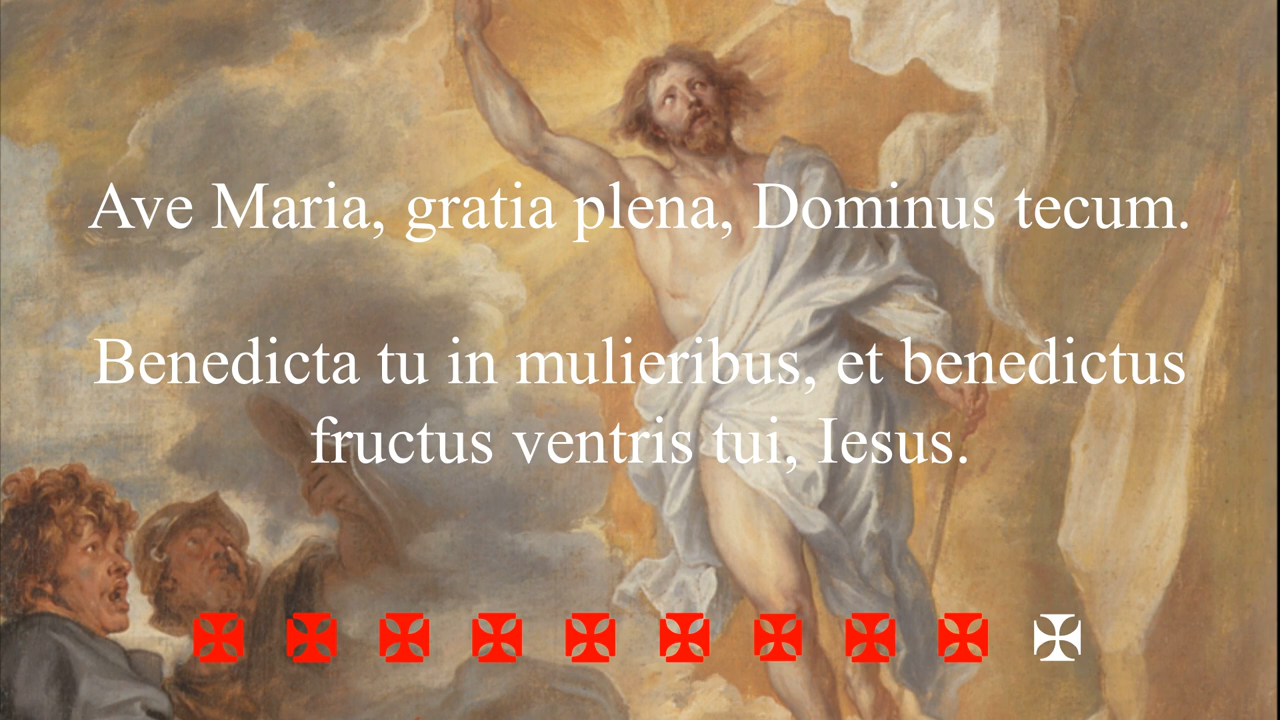 Ave Maria, gratia plena, Dominus tecum.
Benedicta tu in mulieribus, et benedictus
fructus ventris tui, Iesus.